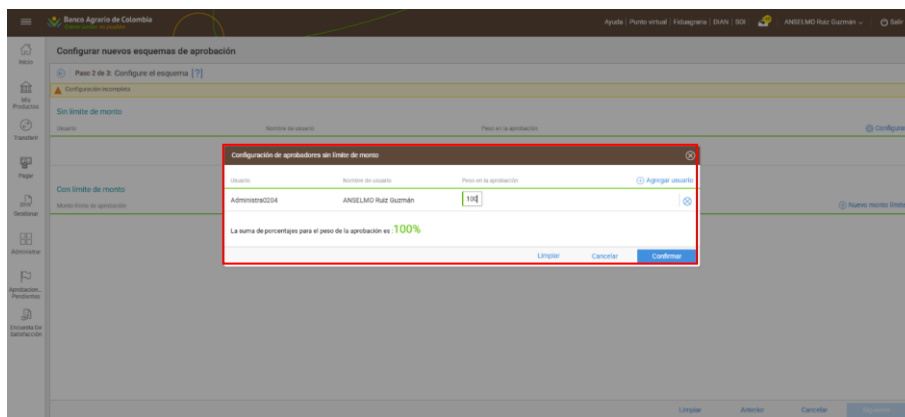 Banco Agrario de Colombia
Ayuda | Punto virtual | Fiduagraria | DIAN | SOI
ANSELMO Ruiz Guzmán
Salir
Inicio
Mis Productos
Transferir
Pagar
Gestionar
Administrar
Aprobacion... Pendientes
Encuesta De Satisfacción
Configurar nuevos esquemas de aprobación
Paso 2 de 3: Configure el esquema [?]
Configuración incompleta
Sin límite de monto
Usuario Nombre de usuario Peso en la aprobación Configurar
Con límite de monto
Monto límite de aprobación Nuevo monto límite
Configuración de aprobadores sin límite de monto
Usuario Nombre de usuario Peso en la aprobación Agregar usuario
Administra0204 ANSELMO Ruiz Guzmán 100
La suma de porcentajes para el peso de la aprobación es : 100%
Limpiar Cancelar Confirmar
Limpiar Anterior Cancelar Siguiente